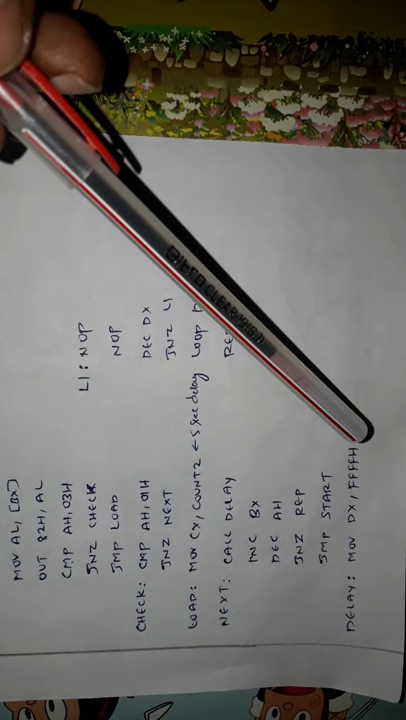 MOV AL, [BX]
OUT 82H, AL
CMP AH, 03H
JNZ CHECK
JMP LOAD
CHECK: CMP AH, 01H
JNZ NEXT
LOAD: MOV CX, COUNT2 ← 5 sec delay
NEXT: CALL DELAY
INC BX
DEC AH
JNZ REP
JMP START
DELAY: MOV DX, FFFFH
L1: NOP
NOP
DEC DX
JNZ L1
LOOP